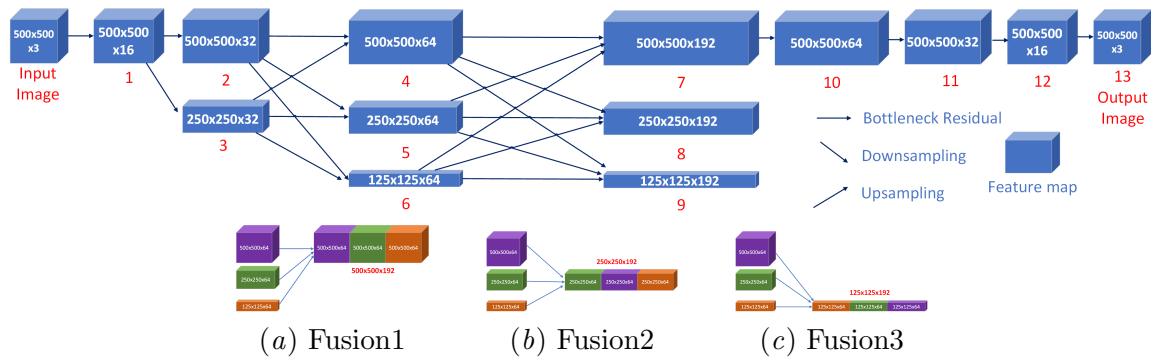 500x500
x3
Input
Image
500x500
x16
1
500x500x32
2
250x250x32
3
500x500x64
4
250x250x64
5
125x125x64
6
500x500x192
7
250x250x192
8
125x125x192
9
500x500x64
10
500x500x32
11
500x500
x16
12
500x500
x3
13
Output
Image
Bottleneck Residual
Downsampling
Upsampling
Feature map
500x500x64
250x250x64
125x125x64
500x500x64 500x500x64 500x500x64
500x500x192
(a) Fusion1
500x500x64
250x250x64
125x125x64
250x250x192
250x250x64 250x250x64 250x250x64
(b) Fusion2
500x500x64
250x250x64
125x125x64
125x125x192
125x125x64 125x125x64 125x125x64
(c) Fusion3